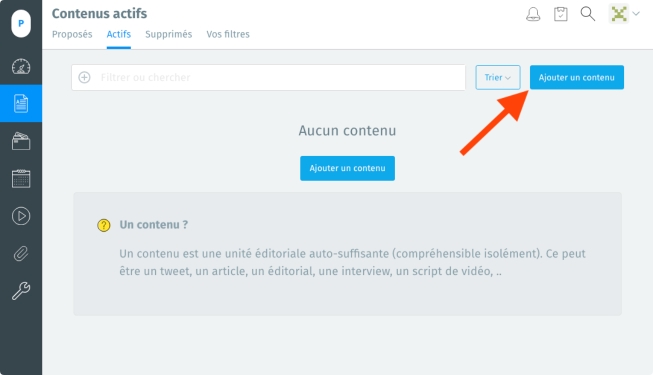 P
Contenus actifs
Proposés Actifs Supprimés Vos filtres
Filtrer ou chercher
Trier
Ajouter un contenu
Aucun contenu
Ajouter un contenu
? Un contenu ?
Un contenu est une unité éditoriale auto-suffisante (compréhensible isolément). Ce peut
être un tweet, un article, un éditorial, une interview, un script de vidéo, ..